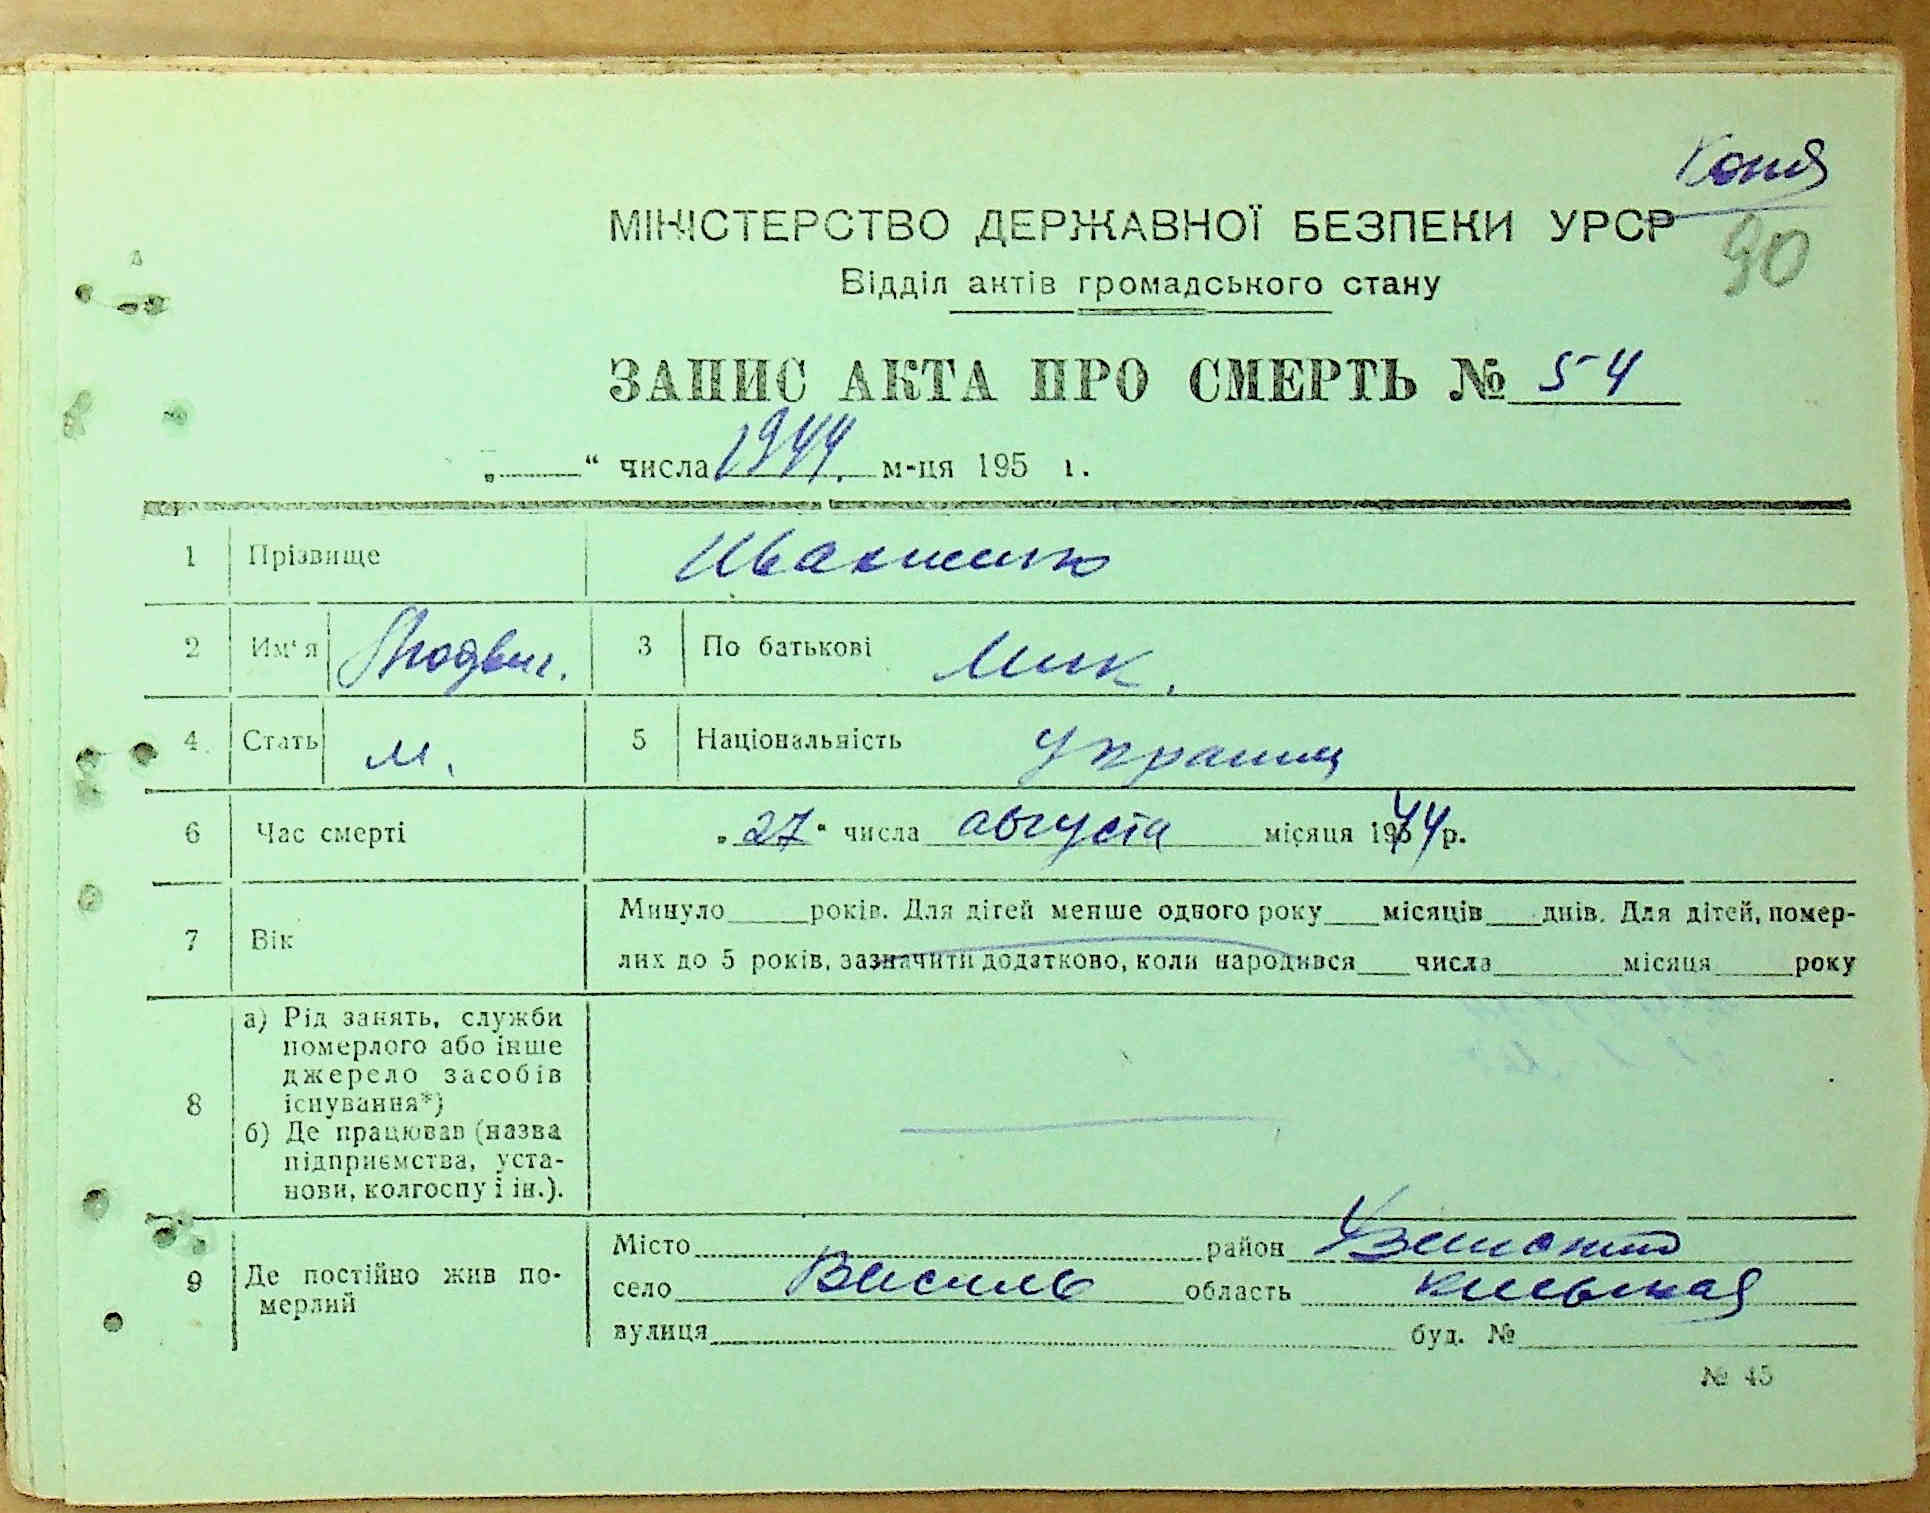 Копия
МІНІСТЕРСТВО ДЕРЖАВНОЇ БЕЗПЕКИ УРСР
90
Відділ актів громадського стану
ЗАПИС АКТА ПРО СМЕРТЬ № 54
„ “ числа 1944. м-ця 195 г.
1 Прізвище
2 Им‘я Людвиг. 3 По батькові Мик.
4 Стать м. 5 Національність украинец
6 Час смерті „27“ числа августа місяця 1944 р.
7 Вік Минуло років. Для дітей менше одного року місяців днів. Для дітей, помер-
лих до 5 років, зазначити додатково, коли народився числа місяця року
8 а) Рід занять, служби
померлого або інше
джерело засобів
існування*)
б) Де працював (назва
підприємства, уста-
нови, колгоспу і ін.).
9 Де постійно жив по-
мерлий
Місто район
село область киевская
вулиця буд. №
№ 45